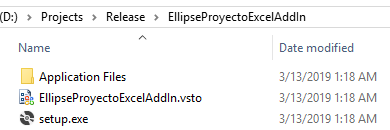 (D:) > Projects > Release > EllipseProyectoExcelAddIn
Name Date modified
Application Files 3/13/2019 1:18 AM
EllipseProyectoExcelAddIn.vsto 3/13/2019 1:18 AM
setup.exe 3/13/2019 1:18 AM